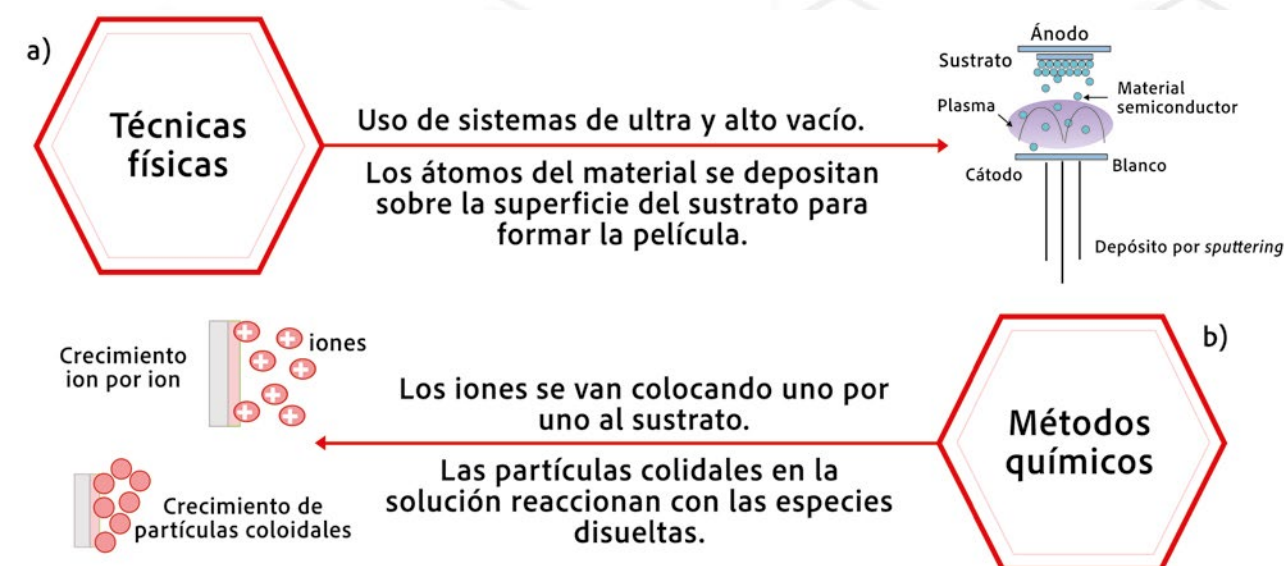 a)
Técnicas
físicas
Uso de sistemas de ultra y alto vacío.
Los átomos del material se depositan
sobre la superficie del sustrato para
formar la película.
Ánodo
Sustrato
Material
semiconductor
Plasma
Cátodo
Blanco
Depósito por sputtering
b)
Métodos
químicos
Los iones se van colocando uno por
uno al sustrato.
Las partículas colidales en la
solución reaccionan con las especies
disueltas.
Crecimiento
ion por ion
iones
Crecimiento de
partículas coloidales